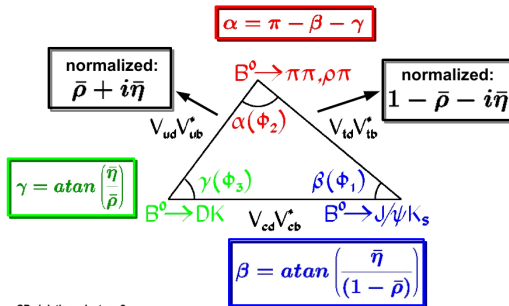 α = π − β − γ
normalized:
ρ̄ + iη̄
B⁰→ππ,ρπ
normalized:
1 − ρ̄ − iη̄
α(Φ₂)
V_ud V*_ub
V_td V*_tb
γ = atan (η̄/ρ̄)
γ(Φ₃)
β(Φ₁)
B⁰→DK
V_cd V*_cb
B⁰→J/ψK_s
β = atan (η̄/(1 − ρ̄))